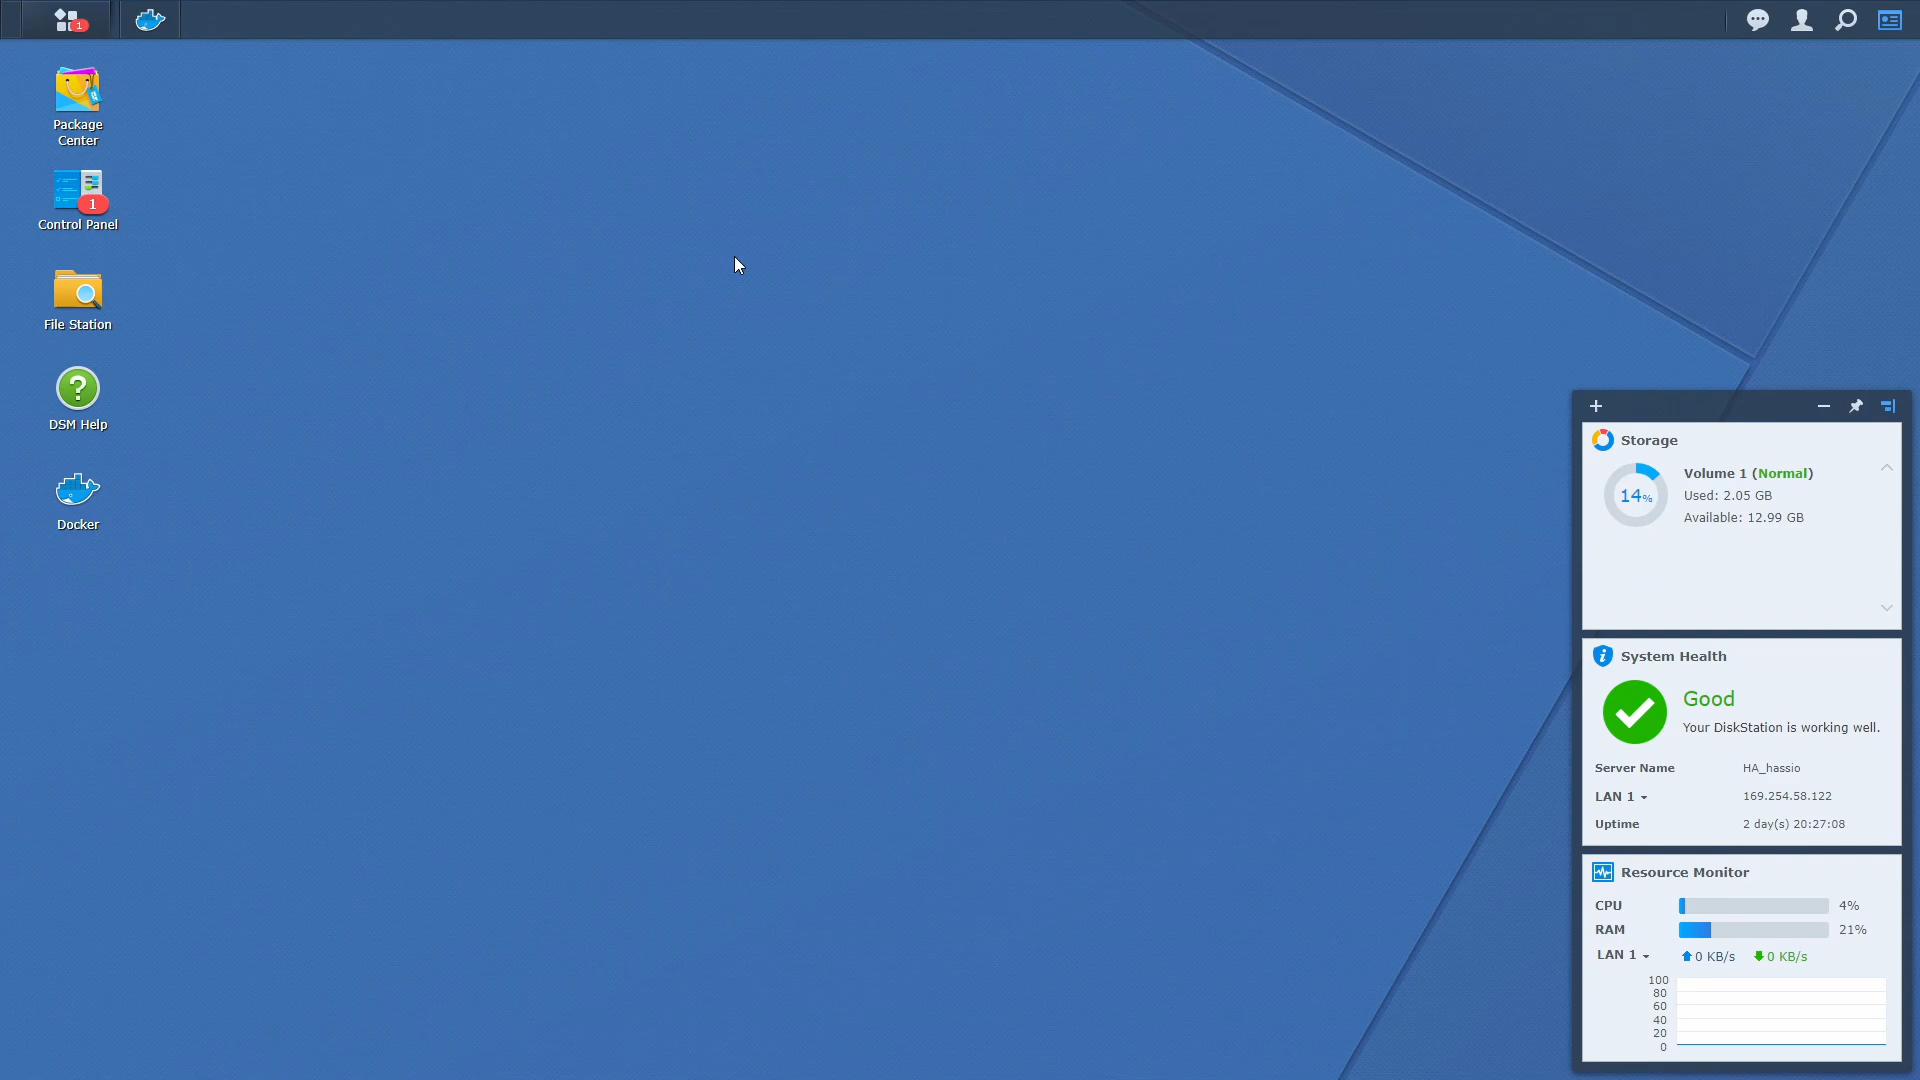 1
Package
Center
1
Control Panel
File Station
?
DSM Help
Docker
Storage
14%
Volume 1 (Normal)
Used: 2.05 GB
Available: 12.99 GB
System Health
Good
Your DiskStation is working well.
Server Name HA_hassio
LAN 1 169.254.58.122
Uptime 2 day(s) 20:27:08
Resource Monitor
CPU 4%
RAM 21%
LAN 1 0 KB/s 0 KB/s
100
80
60
40
20
0